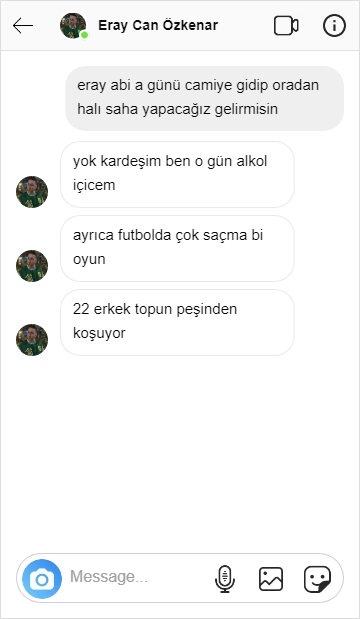 Eray Can Özkenar
eray abi a günü camiye gidip oradan
halı saha yapacağız gelirmisin
yok kardeşim ben o gün alkol
içicem
ayrıca futbolda çok saçma bi
oyun
22 erkek topun peşinden
koşuyor
Message...